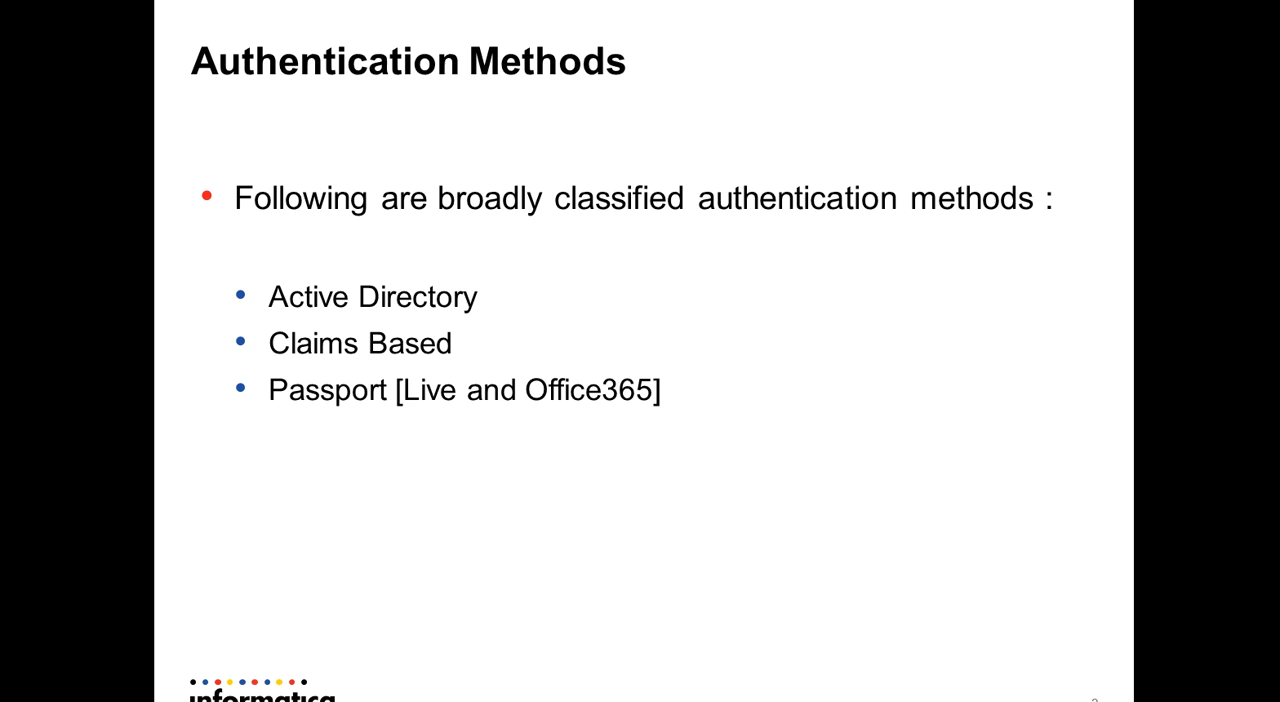 Authentication Methods
Following are broadly classified authentication methods :
Active Directory
Claims Based
Passport [Live and Office365]
informatica